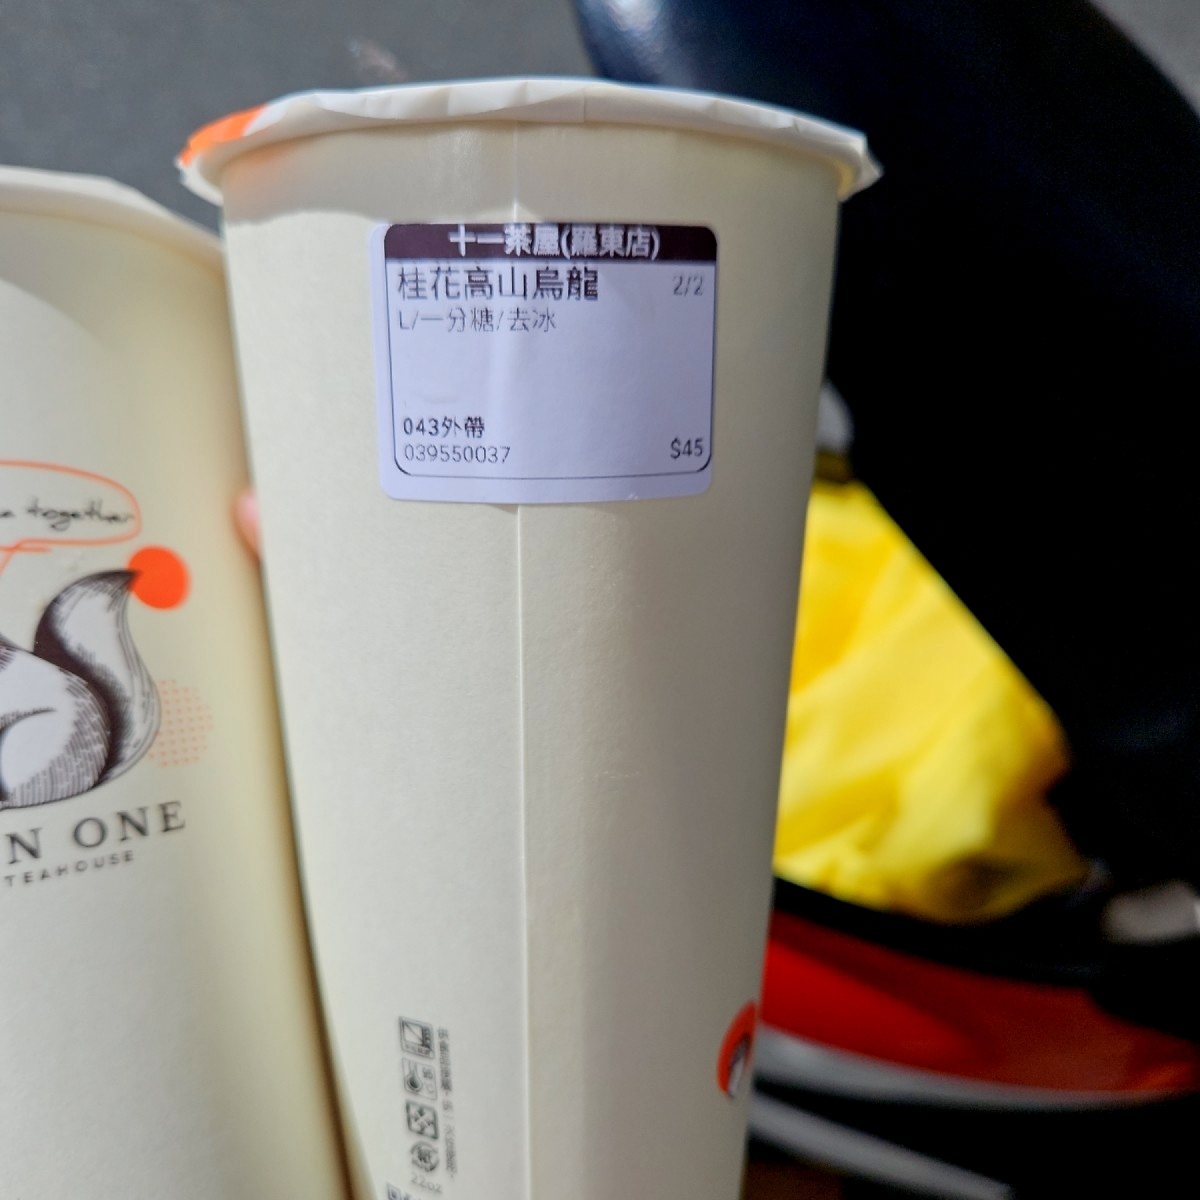 十一茶屋(羅東店)
桂花高山烏龍 2/2
L/一分糖/去冰
043外帶
039550037 $45
together
N ONE
TEAHOUSE
22oz